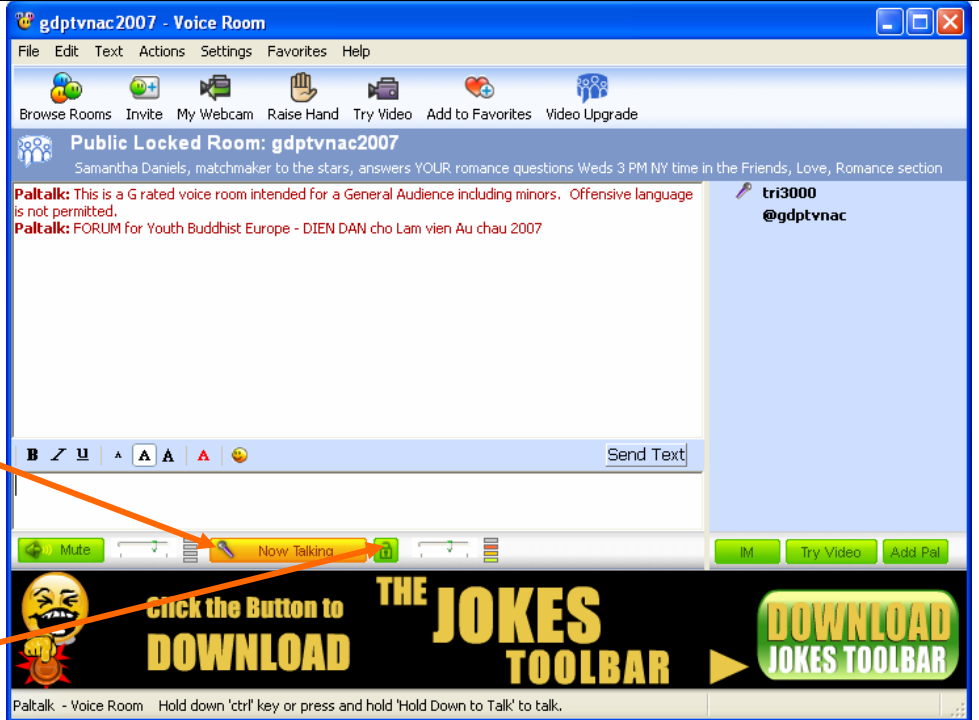 gdptvnac2007 - Voice Room
File Edit Text Actions Settings Favorites Help
Browse Rooms Invite My Webcam Raise Hand Try Video Add to Favorites Video Upgrade
Public Locked Room: gdptvnac2007
Samantha Daniels, matchmaker to the stars, answers YOUR romance questions Weds 3 PM NY time in the Friends, Love, Romance section
Paltalk: This is a G rated voice room intended for a General Audience including minors. Offensive language
is not permitted.
Paltalk: FORUM for Youth Buddhist Europe - DIEN DAN cho Lam vien Au chau 2007
tri3000
@gdptvnac
B I U A A A A Send Text
Mute Now Talking IM Try Video Add Pal
Click the Button to
DOWNLOAD
THE
JOKES
TOOLBAR
DOWNLOAD
JOKES TOOLBAR
Paltalk - Voice Room Hold down 'ctrl' key or press and hold 'Hold Down to Talk' to talk.